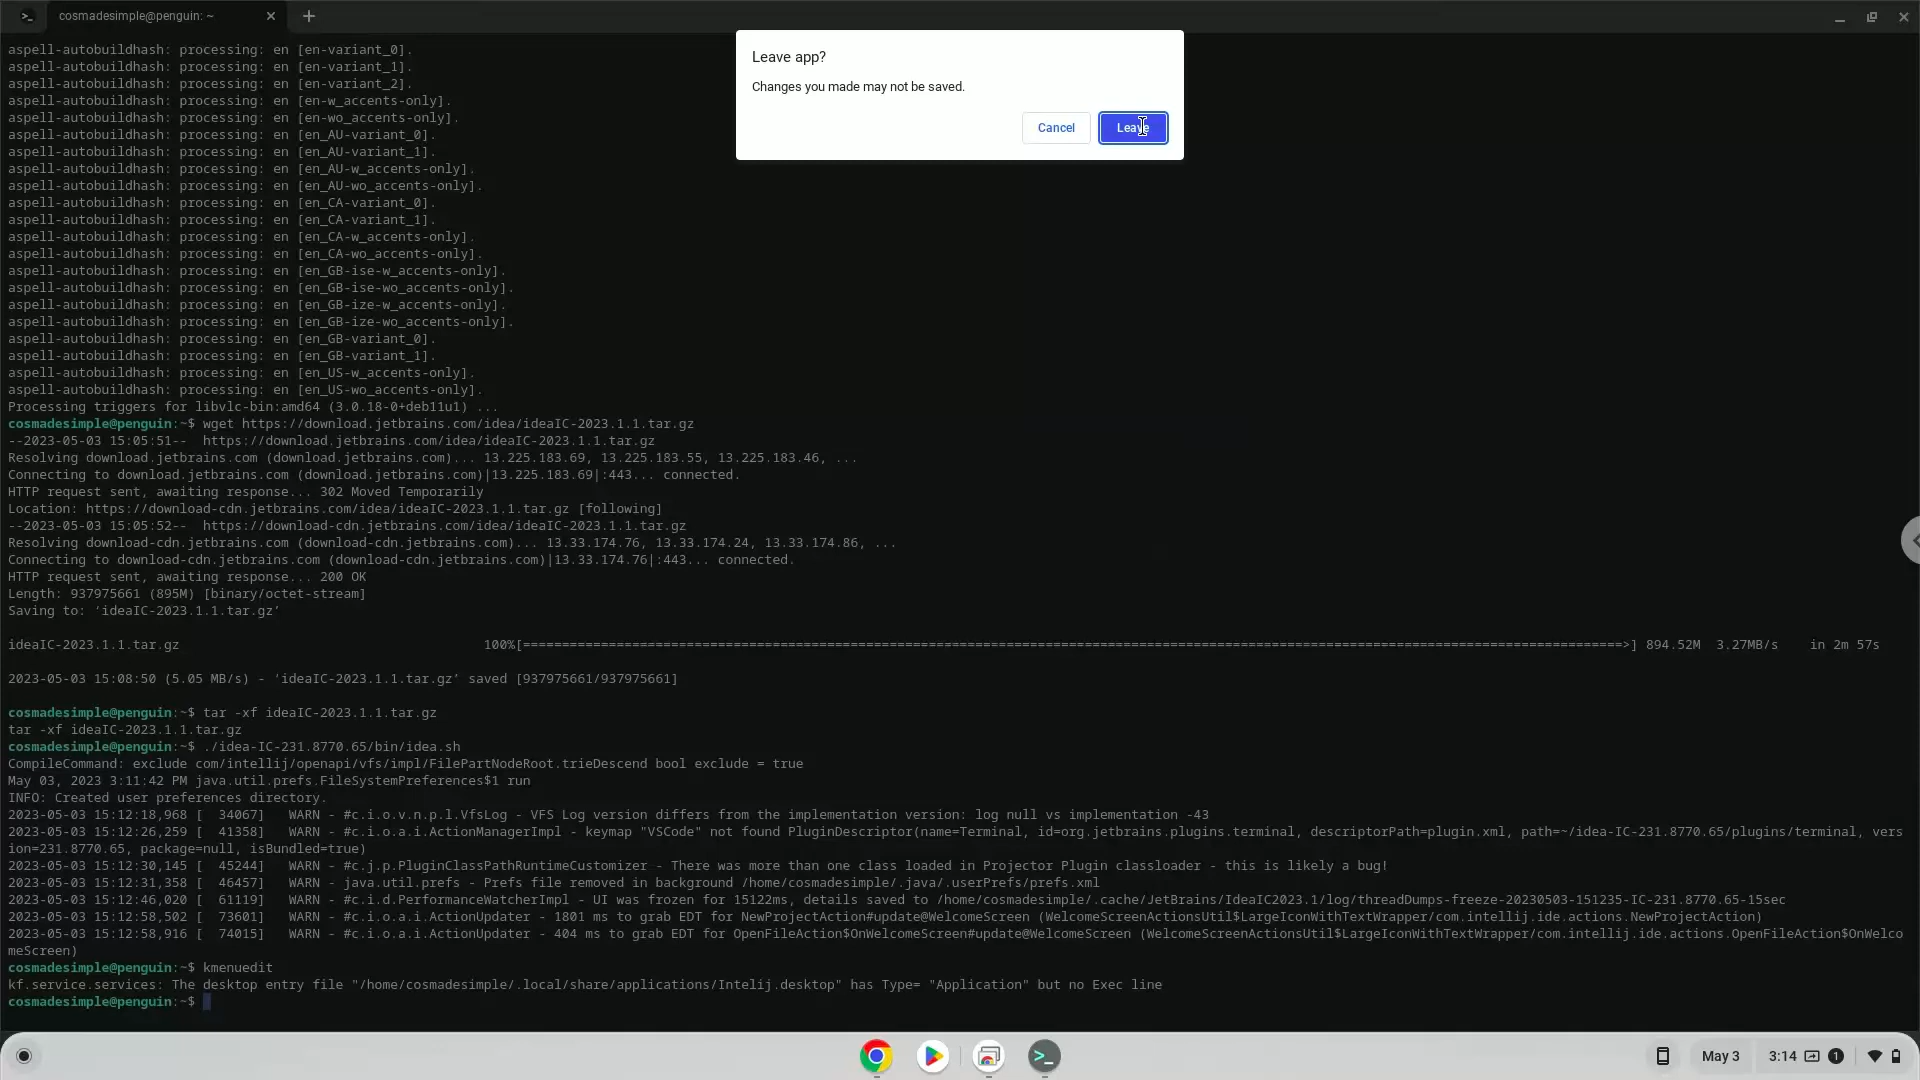 cosmadesimple@penguin: ~
Leave app?
Changes you made may not be saved.
Cancel
Leave
aspell-autobuildhash: processing: en [en-variant_0].
aspell-autobuildhash: processing: en [en-variant_1].
aspell-autobuildhash: processing: en [en-variant_2].
aspell-autobuildhash: processing: en [en-w_accents-only].
aspell-autobuildhash: processing: en [en-wo_accents-only].
aspell-autobuildhash: processing: en [en_AU-variant_0].
aspell-autobuildhash: processing: en [en_AU-variant_1].
aspell-autobuildhash: processing: en [en_AU-w_accents-only].
aspell-autobuildhash: processing: en [en_AU-wo_accents-only].
aspell-autobuildhash: processing: en [en_CA-variant_0].
aspell-autobuildhash: processing: en [en_CA-variant_1].
aspell-autobuildhash: processing: en [en_CA-w_accents-only].
aspell-autobuildhash: processing: en [en_CA-wo_accents-only].
aspell-autobuildhash: processing: en [en_GB-ise-w_accents-only].
aspell-autobuildhash: processing: en [en_GB-ise-wo_accents-only].
aspell-autobuildhash: processing: en [en_GB-ize-w_accents-only].
aspell-autobuildhash: processing: en [en_GB-ize-wo_accents-only].
aspell-autobuildhash: processing: en [en_GB-variant_0].
aspell-autobuildhash: processing: en [en_GB-variant_1].
aspell-autobuildhash: processing: en [en_US-w_accents-only].
aspell-autobuildhash: processing: en [en_US-wo_accents-only].
Processing triggers for libvlc-bin:amd64 (3.0.18-0+deb11u1) ...
cosmadesimple@penguin:~$ wget https://download.jetbrains.com/idea/ideaIC-2023.1.1.tar.gz
--2023-05-03 15:05:51--  https://download.jetbrains.com/idea/ideaIC-2023.1.1.tar.gz
Resolving download.jetbrains.com (download.jetbrains.com)... 13.225.183.69, 13.225.183.55, 13.225.183.46, ...
Connecting to download.jetbrains.com (download.jetbrains.com)|13.225.183.69|:443... connected.
HTTP request sent, awaiting response... 302 Moved Temporarily
Location: https://download-cdn.jetbrains.com/idea/ideaIC-2023.1.1.tar.gz [following]
--2023-05-03 15:05:52--  https://download-cdn.jetbrains.com/idea/ideaIC-2023.1.1.tar.gz
Resolving download-cdn.jetbrains.com (download-cdn.jetbrains.com)... 13.33.174.76, 13.33.174.24, 13.33.174.86, ...
Connecting to download-cdn.jetbrains.com (download-cdn.jetbrains.com)|13.33.174.76|:443... connected.
HTTP request sent, awaiting response... 200 OK
Length: 937975661 (895M) [binary/octet-stream]
Saving to: ‘ideaIC-2023.1.1.tar.gz’
ideaIC-2023.1.1.tar.gz 100%[=============================================================================================================================================>] 894.52M  3.27MB/s    in 2m 57s
2023-05-03 15:08:50 (5.05 MB/s) - ‘ideaIC-2023.1.1.tar.gz’ saved [937975661/937975661]
cosmadesimple@penguin:~$ tar -xf ideaIC-2023.1.1.tar.gz
tar -xf ideaIC-2023.1.1.tar.gz
cosmadesimple@penguin:~$ ./idea-IC-231.8770.65/bin/idea.sh
CompileCommand: exclude com/intellij/openapi/vfs/impl/FilePartNodeRoot.trieDescend bool exclude = true
May 03, 2023 3:11:42 PM java.util.prefs.FileSystemPreferences$1 run
INFO: Created user preferences directory.
2023-05-03 15:12:18,968 [  34067]   WARN - #c.i.o.v.n.p.l.VfsLog - VFS Log version differs from the implementation version: log null vs implementation -43
2023-05-03 15:12:26,259 [  41358]   WARN - #c.i.o.a.i.ActionManagerImpl - keymap "VSCode" not found PluginDescriptor(name=Terminal, id=org.jetbrains.plugins.terminal, descriptorPath=plugin.xml, path=~/idea-IC-231.8770.65/plugins/terminal, vers
ion=231.8770.65, package=null, isBundled=true)
2023-05-03 15:12:30,145 [  45244]   WARN - #c.j.p.PluginClassPathRuntimeCustomizer - There was more than one class loaded in Projector Plugin classloader - this is likely a bug!
2023-05-03 15:12:31,358 [  46457]   WARN - java.util.prefs - Prefs file removed in background /home/cosmadesimple/.java/.userPrefs/prefs.xml
2023-05-03 15:12:46,020 [  61119]   WARN - #c.i.d.PerformanceWatcherImpl - UI was frozen for 15122ms, details saved to /home/cosmadesimple/.cache/JetBrains/IdeaIC2023.1/log/threadDumps-freeze-20230503-151235-IC-231.8770.65-15sec
2023-05-03 15:12:58,502 [  73601]   WARN - #c.i.o.a.i.ActionUpdater - 1801 ms to grab EDT for NewProjectAction#update@WelcomeScreen (WelcomeScreenActionsUtil$LargeIconWithTextWrapper/com.intellij.ide.actions.NewProjectAction)
2023-05-03 15:12:58,916 [  74015]   WARN - #c.i.o.a.i.ActionUpdater - 404 ms to grab EDT for OpenFileAction$OnWelcomeScreen#update@WelcomeScreen (WelcomeScreenActionsUtil$LargeIconWithTextWrapper/com.intellij.ide.actions.OpenFileAction$OnWelco
meScreen)
cosmadesimple@penguin:~$ kmenuedit
kf.service.services: The desktop entry file "/home/cosmadesimple/.local/share/applications/Intelij.desktop" has Type= "Application" but no Exec line
cosmadesimple@penguin:~$
May 3
3:14
1